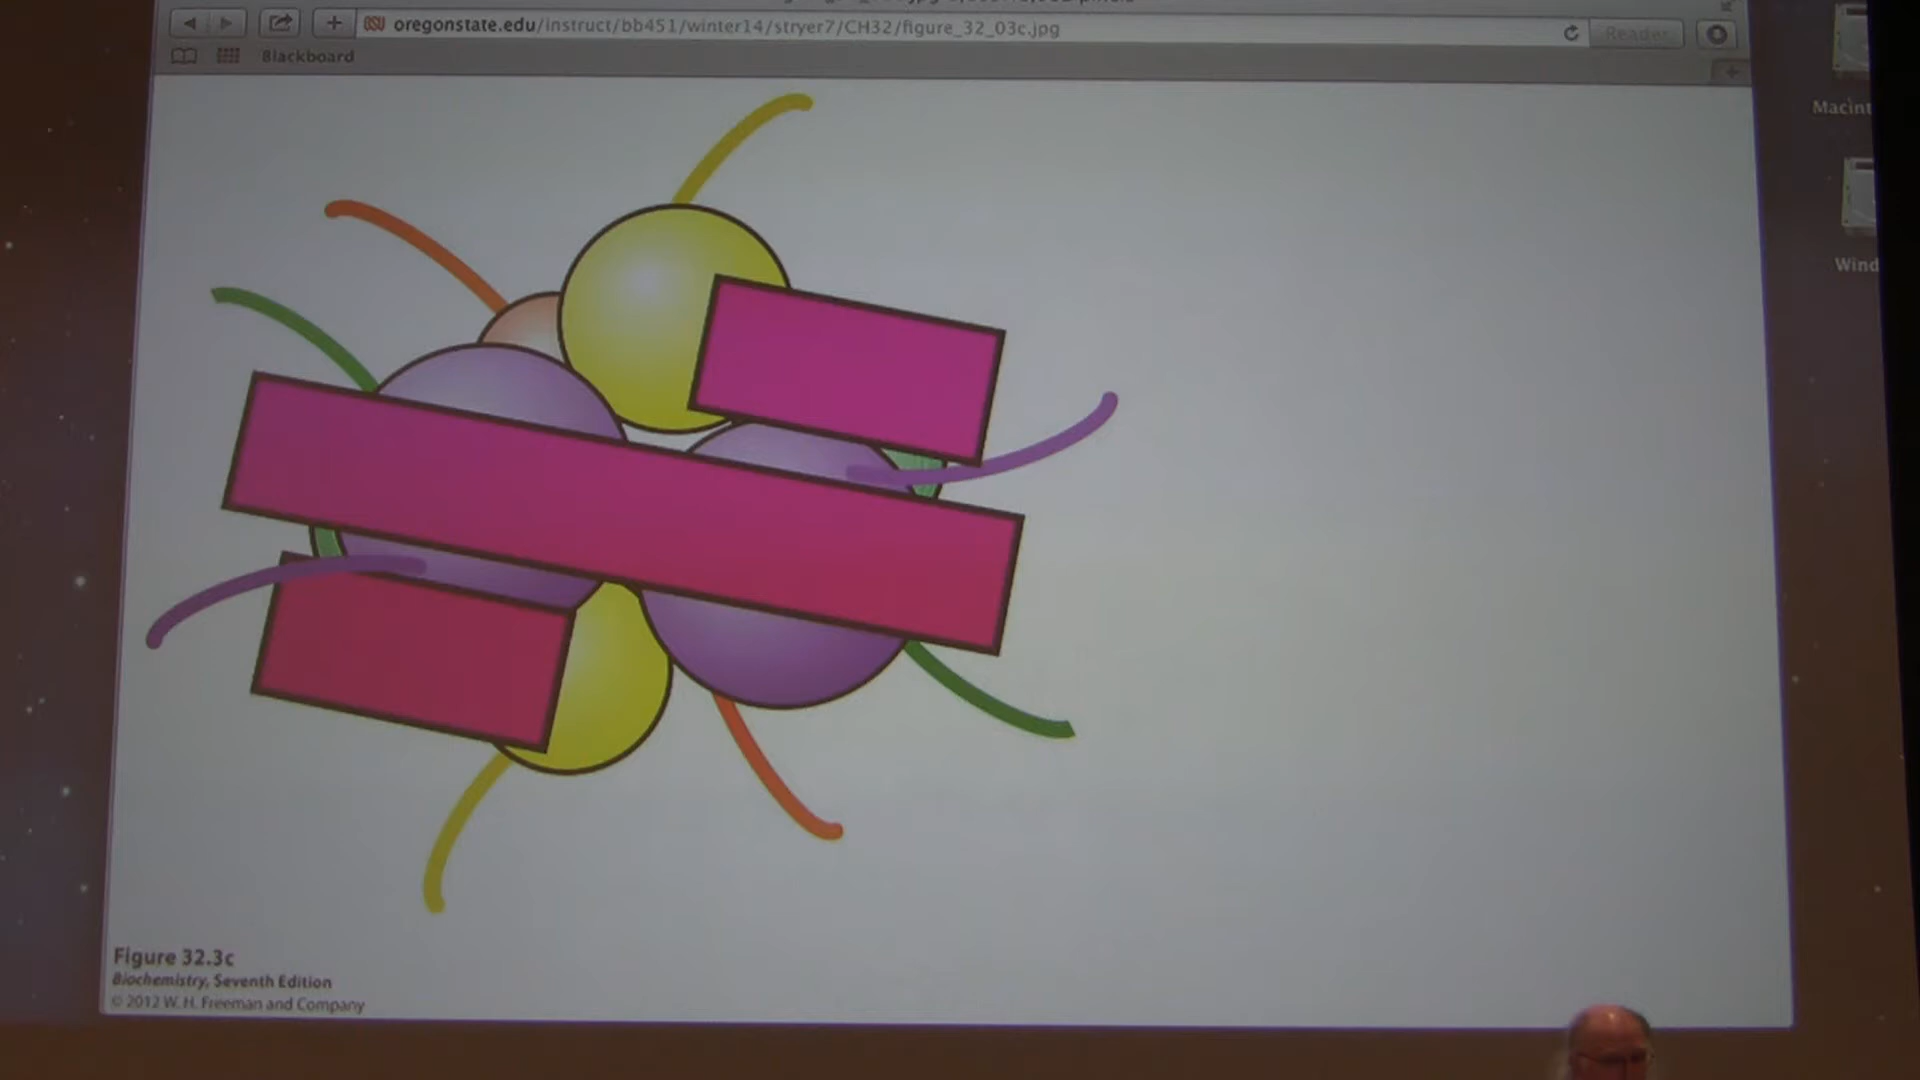 oregonstate.edu/instruct/bb451/winter14/stryer7/CH32/figure_32_03c.jpg
Reader
Blackboard
Macint
Wind
Figure 32.3c
Biochemistry, Seventh Edition
© 2012 W. H. Freeman and Company